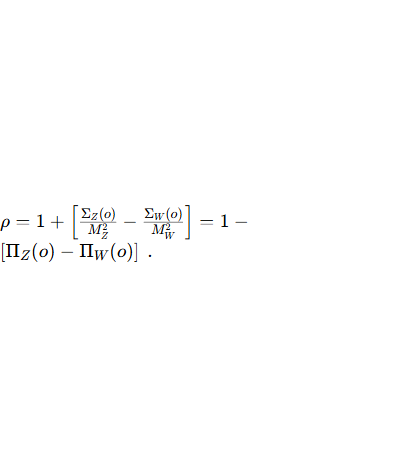 ρ = 1 + [Σ_Z(o)/M_Z^2 − Σ_W(o)/M_W^2] = 1 −
[Π_Z(o) − Π_W(o)] .